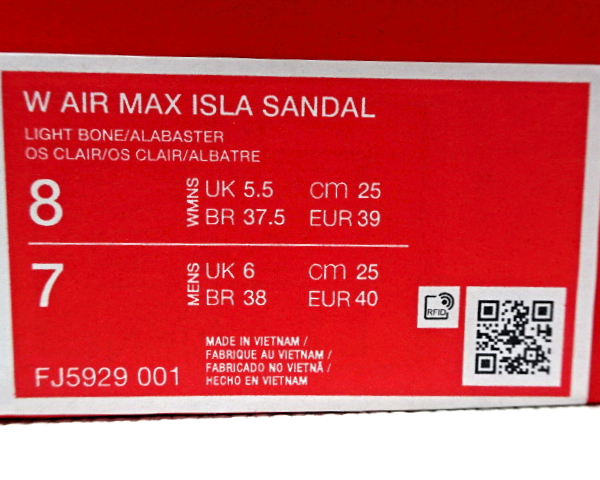 W AIR MAX ISLA SANDAL
LIGHT BONE/ALABASTER
OS CLAIR/OS CLAIR/ALBATRE
8 WMNS UK 5.5 cm 25
BR 37.5 EUR 39
7 MENS UK 6 cm 25
BR 38 EUR 40
RFID
MADE IN VIETNAM /
FABRIQUE AU VIETNAM /
FABRICADO NO VIETNÃ /
HECHO EN VIETNAM
FJ5929 001